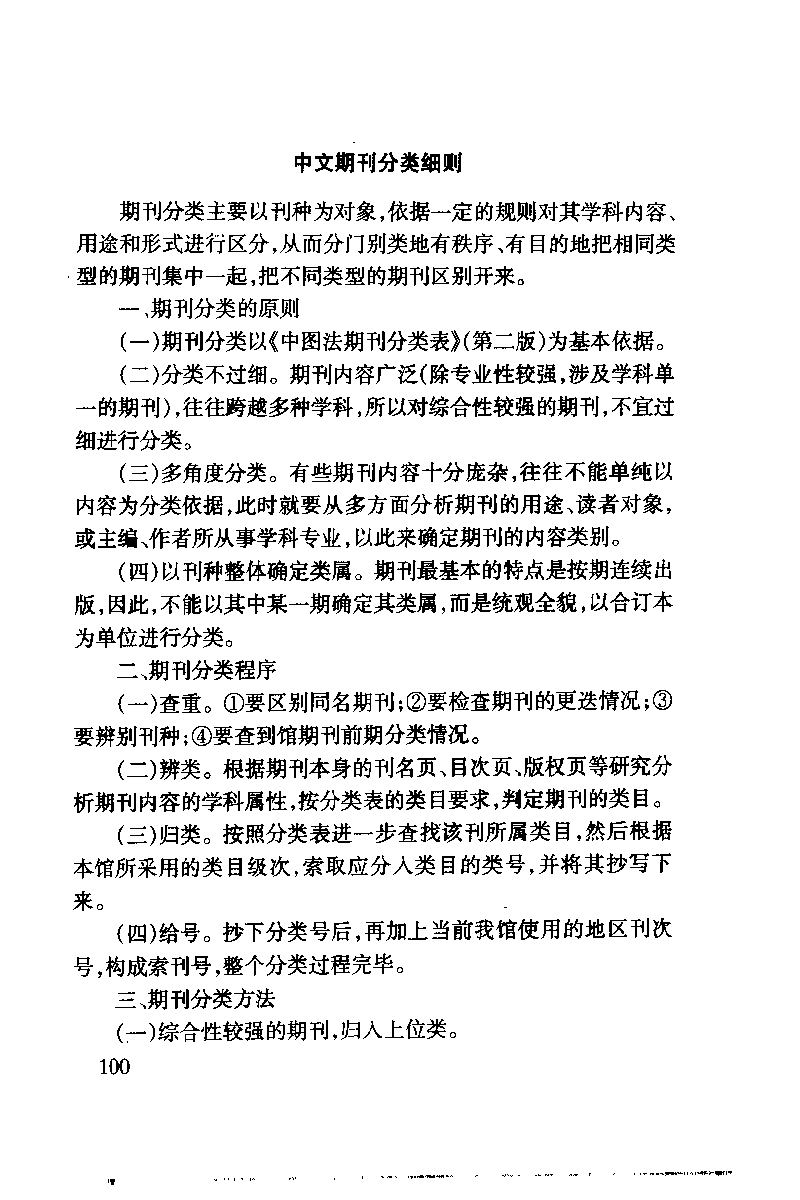 中文期刊分类细则
期刊分类主要以刊种为对象,依据一定的规则对其学科内容、
用途和形式进行区分,从而分门别类地有秩序、有目的地把相同类
型的期刊集中一起,把不同类型的期刊区别开来。
一、期刊分类的原则
(一)期刊分类以《中图法期刊分类表》(第二版)为基本依据。
(二)分类不过细。期刊内容广泛(除专业性较强,涉及学科单
一的期刊),往往跨越多种学科,所以对综合性较强的期刊,不宜过
细进行分类。
(三)多角度分类。有些期刊内容十分庞杂,往往不能单纯以
内容为分类依据,此时就要从多方面分析期刊的用途、读者对象,
或主编、作者所从事学科专业,以此来确定期刊的内容类别。
(四)以刊种整体确定类属。期刊最基本的特点是按期连续出
版,因此,不能以其中某一期确定其类属,而是统观全貌,以合订本
为单位进行分类。
二、期刊分类程序
(一)查重。①要区别同名期刊;②要检查期刊的更迭情况;③
要辨别刊种;④要查到馆期刊前期分类情况。
(二)辨类。根据期刊本身的刊名页、目次页、版权页等研究分
析期刊内容的学科属性,按分类表的类目要求,判定期刊的类目。
(三)归类。按照分类表进一步查找该刊所属类目,然后根据
本馆所采用的类目级次,索取应分入类目的类号,并将其抄写下
来。
(四)给号。抄下分类号后,再加上当前我馆使用的地区刊次
号,构成索刊号,整个分类过程完毕。
三、期刊分类方法
(一)综合性较强的期刊,归入上位类。
100